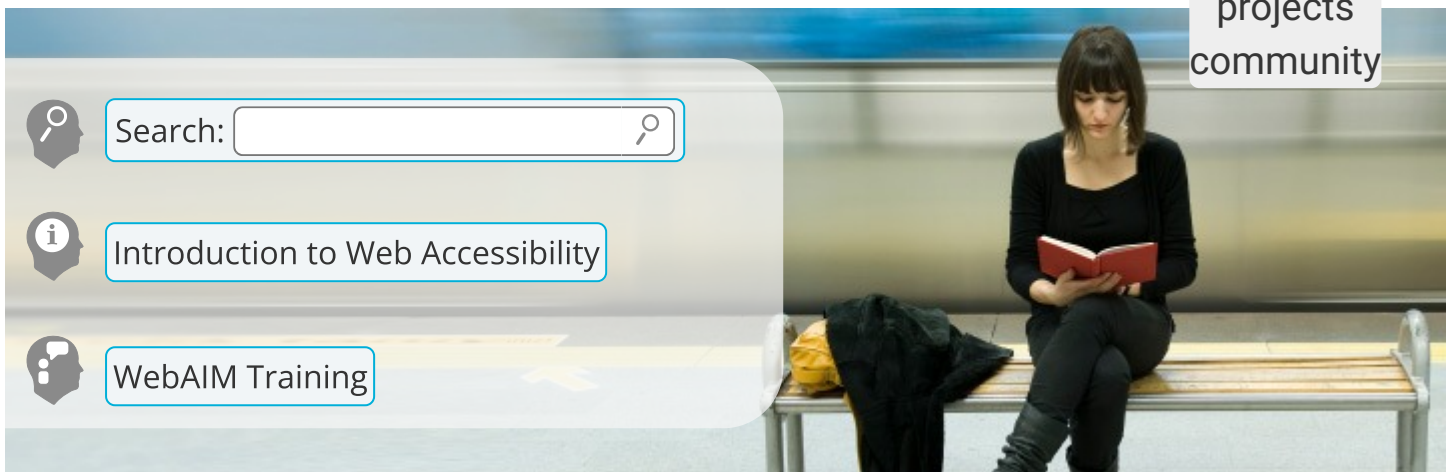 projects
community
Search:
Introduction to Web Accessibility
WebAIM Training